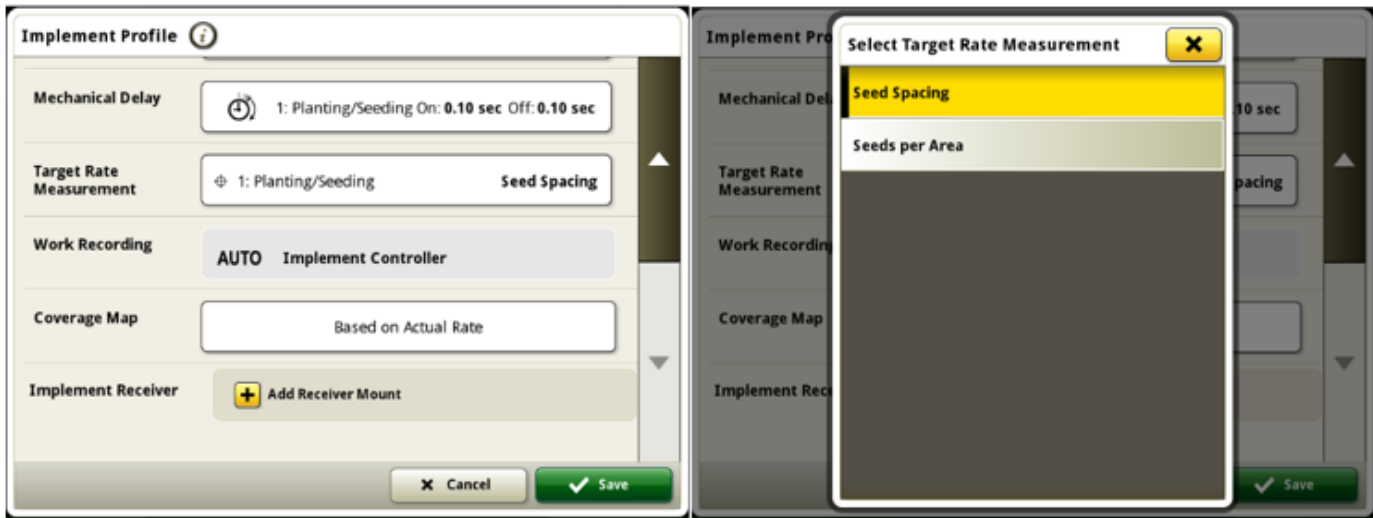 Implement Profile i
Mechanical Delay
1: Planting/Seeding On: 0.10 sec Off: 0.10 sec
Target Rate
Measurement
1: Planting/Seeding Seed Spacing
Work Recording
AUTO Implement Controller
Coverage Map
Based on Actual Rate
Implement Receiver
+ Add Receiver Mount
Cancel
Save
Implement Pro
Select Target Rate Measurement
Seed Spacing
Seeds per Area
Mechanical Del
.10 sec
Target Rate
Measurement
pacing
Work Recording
Coverage Map
Implement Rece
Save